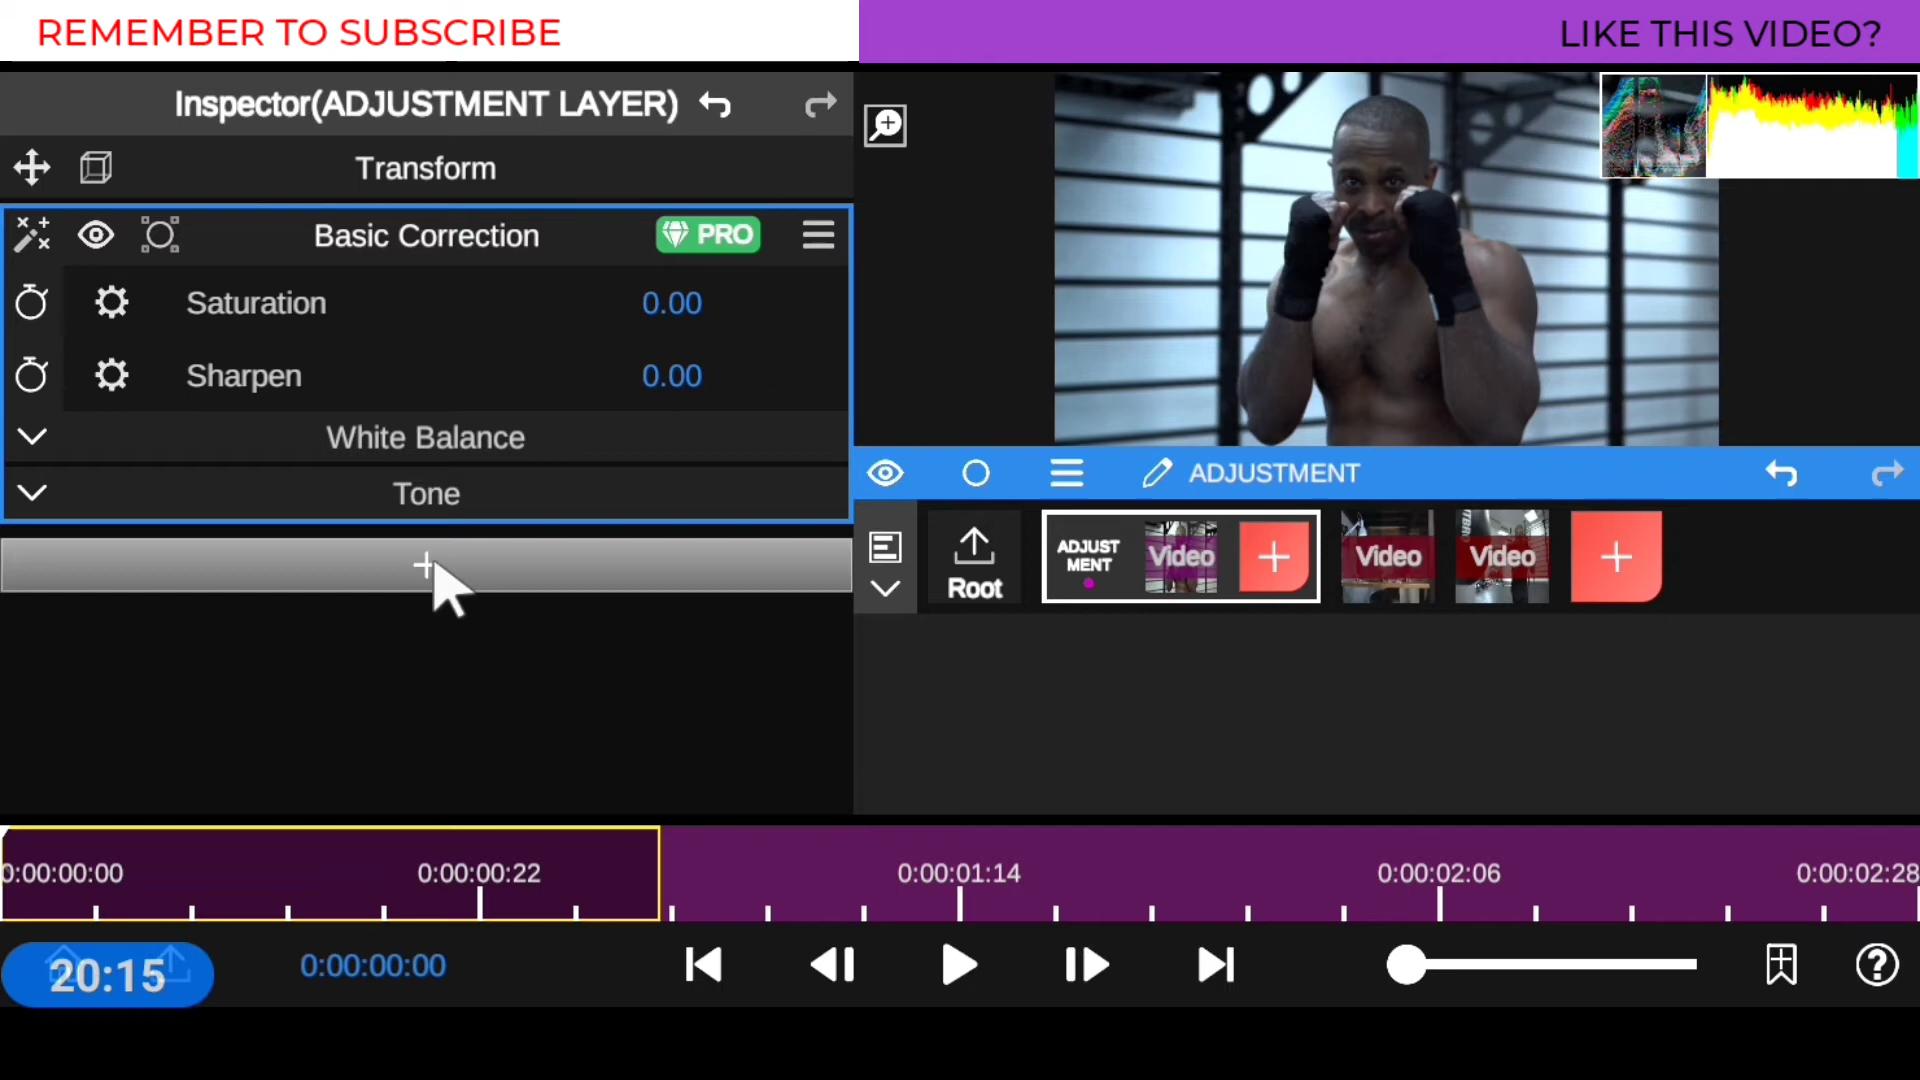 REMEMBER TO SUBSCRIBE
LIKE THIS VIDEO?
Inspector(ADJUSTMENT LAYER)
Transform
Basic Correction
PRO
Saturation 0.00
Sharpen 0.00
White Balance
Tone
ADJUSTMENT
Root
ADJUST
MENT
Video
Video
Video
0:00:00:00 0:00:00:22 0:00:01:14 0:00:02:06 0:00:02:28
20:15
0:00:00:00